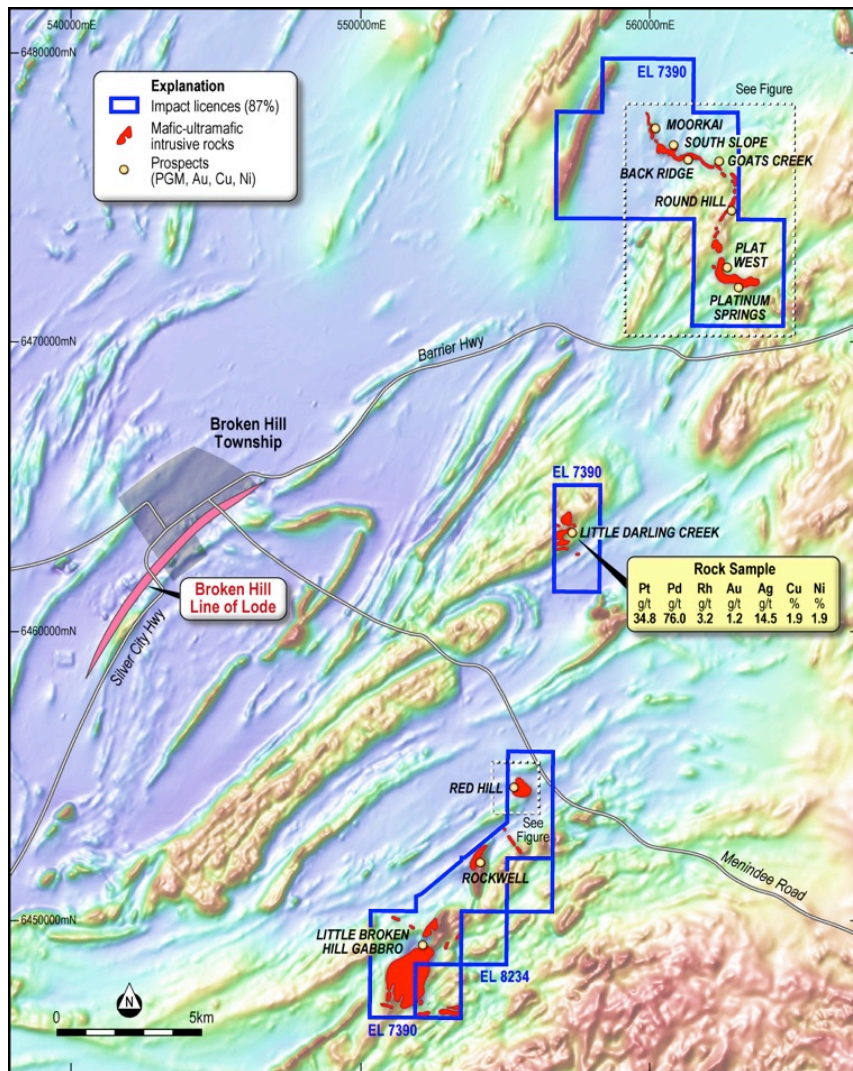 540000mE
550000mE
560000mE
6480000mN
Explanation
Impact licences (87%)
Mafic-ultramafic
intrusive rocks
Prospects
(PGM, Au, Cu, Ni)
EL 7390
See Figure
MOORKAI
SOUTH SLOPE
BACK RIDGE
GOATS CREEK
ROUND HILL
PLAT
WEST
PLATINUM
SPRINGS
6470000mN
Barrier Hwy
Broken Hill
Township
EL 7390
LITTLE DARLING CREEK
Broken Hill
Line of Lode
Rock Sample
Pt Pd Rh Au Ag Cu Ni
g/t g/t g/t g/t g/t % %
34.8 76.0 3.2 1.2 14.5 1.9 1.9
6460000mN
Silver City Hwy
RED HILL
See
Figure
ROCKWELL
Menindee Road
6450000mN
LITTLE BROKEN
HILL GABBRO
EL 8234
N
0 5km
EL 7390